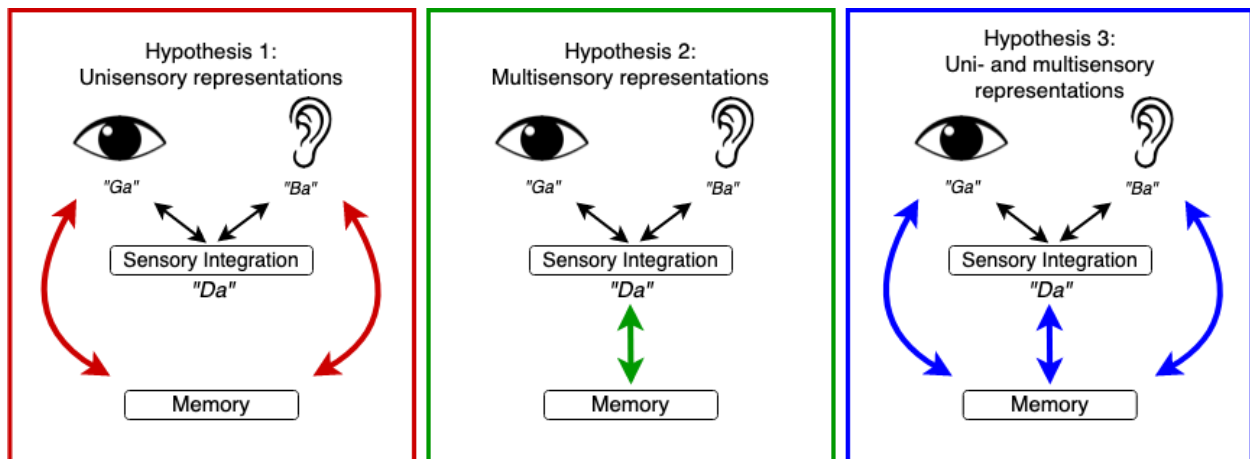 Hypothesis 1:
Unisensory representations
"Ga"
"Ba"
Sensory Integration
"Da"
Memory
Hypothesis 2:
Multisensory representations
"Ga"
"Ba"
Sensory Integration
"Da"
Memory
Hypothesis 3:
Uni- and multisensory
representations
"Ga"
"Ba"
Sensory Integration
"Da"
Memory